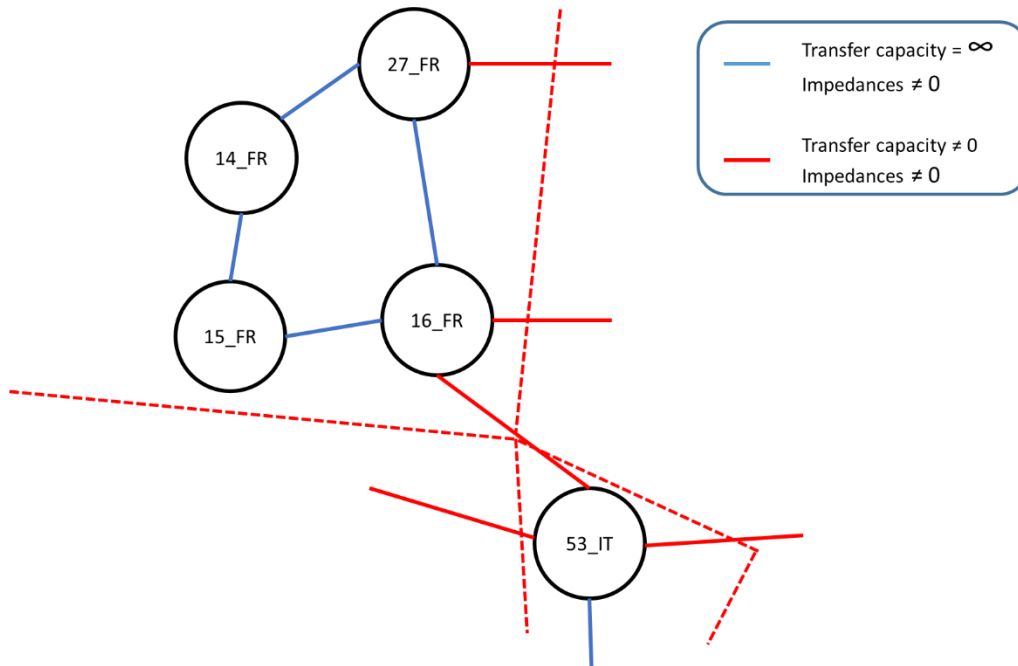 27_FR
Transfer capacity = ∞
Impedances ≠ 0
14_FR
Transfer capacity ≠ 0
Impedances ≠ 0
15_FR
16_FR
53_IT